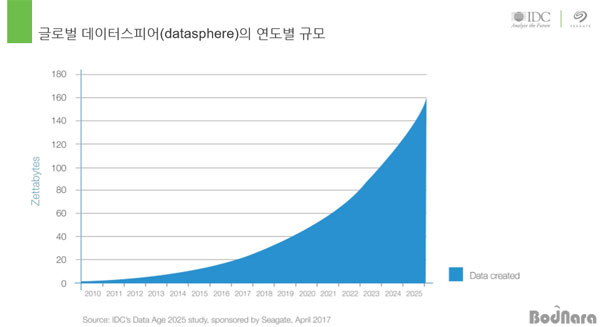 글로벌 데이터스피어(datasphere)의 연도별 규모
IDC
Analyze the Future
SEAGATE
180
160
140
120
100
80
60
40
20
0
Zettabytes
2010 2011 2012 2013 2014 2015 2016 2017 2018 2019 2020 2021 2022 2023 2024 2025
Data created
Source: IDC's Data Age 2025 study, sponsored by Seagate, April 2017
BodNara